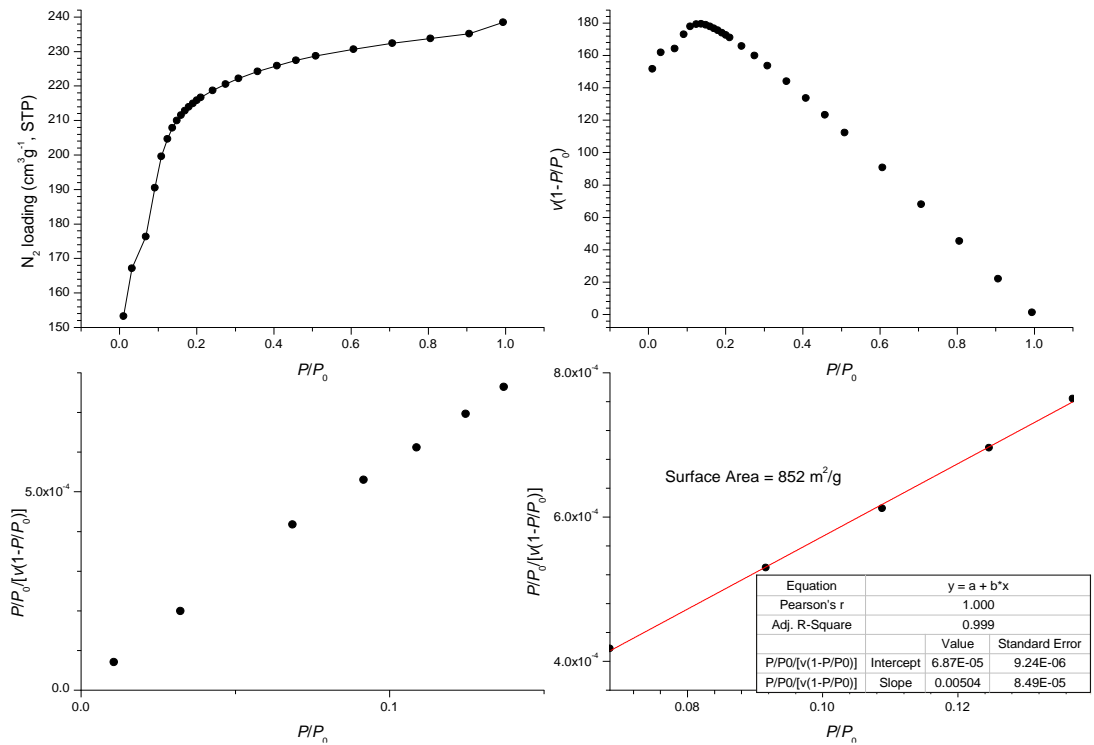 N₂ loading (cm³g⁻¹, STP)
240
230
220
210
200
190
180
170
160
150
0.0 0.2 0.4 0.6 0.8 1.0
P/P₀
v(1-P/P₀)
180
160
140
120
100
80
60
40
20
0
0.0 0.2 0.4 0.6 0.8 1.0
P/P₀
P/P₀/[v(1-P/P₀)]
5.0x10⁻⁴
0.0
0.0 0.1
P/P₀
P/P₀/[v(1-P/P₀)]
8.0x10⁻⁴
6.0x10⁻⁴
4.0x10⁻⁴
Surface Area = 852 m²/g
Equation y = a + b*x
Pearson's r 1.000
Adj. R-Square 0.999
Value Standard Error
P/P0/[v(1-P/P0)] Intercept 6.87E-05 9.24E-06
P/P0/[v(1-P/P0)] Slope 0.00504 8.49E-05
0.08 0.10 0.12
P/P₀